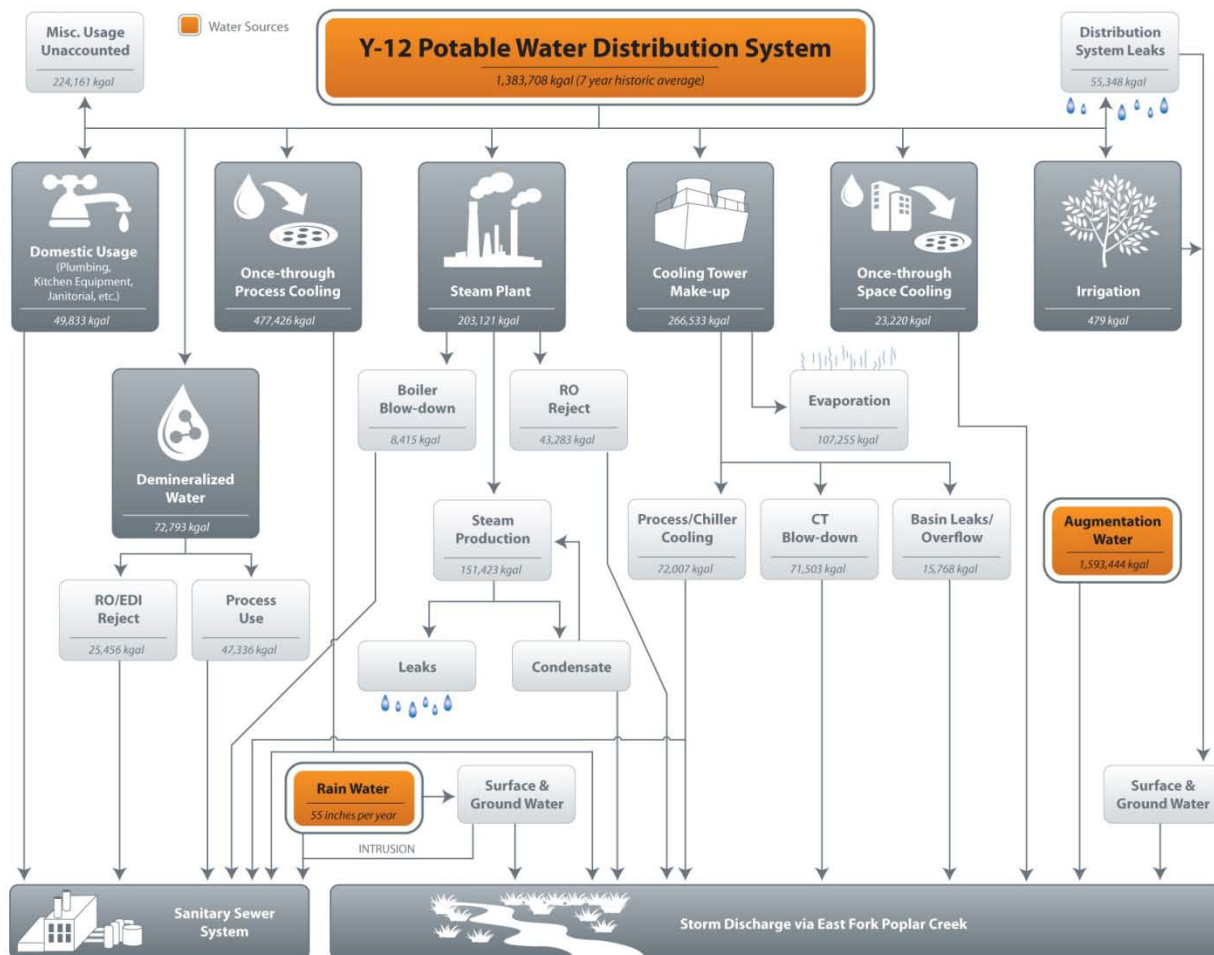 Misc. Usage
Unaccounted
224,161 kgal
Water Sources
Y-12 Potable Water Distribution System
1,383,708 kgal (7 year historic average)
Distribution
System Leaks
55,348 kgal
Domestic Usage
(Plumbing,
Kitchen Equipment,
Janitorial, etc.)
49,833 kgal
Once-through
Process Cooling
477,426 kgal
Steam Plant
203,121 kgal
Cooling Tower
Make-up
266,533 kgal
Once-through
Space Cooling
23,220 kgal
Irrigation
479 kgal
Demineralized
Water
72,793 kgal
Boiler
Blow-down
8,415 kgal
RO
Reject
43,283 kgal
Evaporation
107,255 kgal
Steam
Production
151,423 kgal
Process/Chiller
Cooling
72,007 kgal
CT
Blow-down
71,503 kgal
Basin Leaks/
Overflow
15,768 kgal
Augmentation
Water
1,593,444 kgal
RO/EDI
Reject
25,456 kgal
Process
Use
47,336 kgal
Leaks
Condensate
Rain Water
55 inches per year
Surface &
Ground Water
Surface &
Ground Water
INTRUSION
Sanitary Sewer
System
Storm Discharge via East Fork Poplar Creek